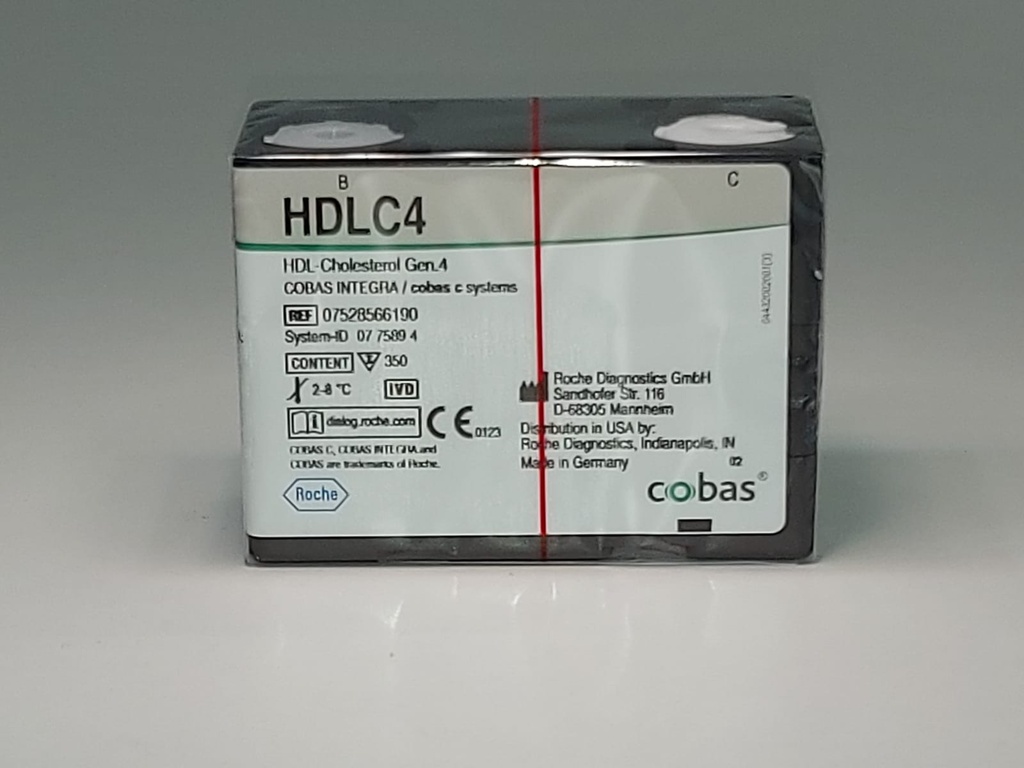 B
C
HDLC4
HDL-Cholesterol Gen.4
COBAS INTEGRA / cobas c systems
REF 07528566190
System-ID 07 7589 4
CONTENT 350
2-8 °C IVD
dialog.roche.com CE 0123
COBAS C, COBAS INTEGRA and
COBAS are trademarks of Roche.
Roche
Roche Diagnostics GmbH
Sandhofer Str. 116
D-68305 Mannheim
Distribution in USA by:
Roche Diagnostics, Indianapolis, IN
Made in Germany 02
cobas®